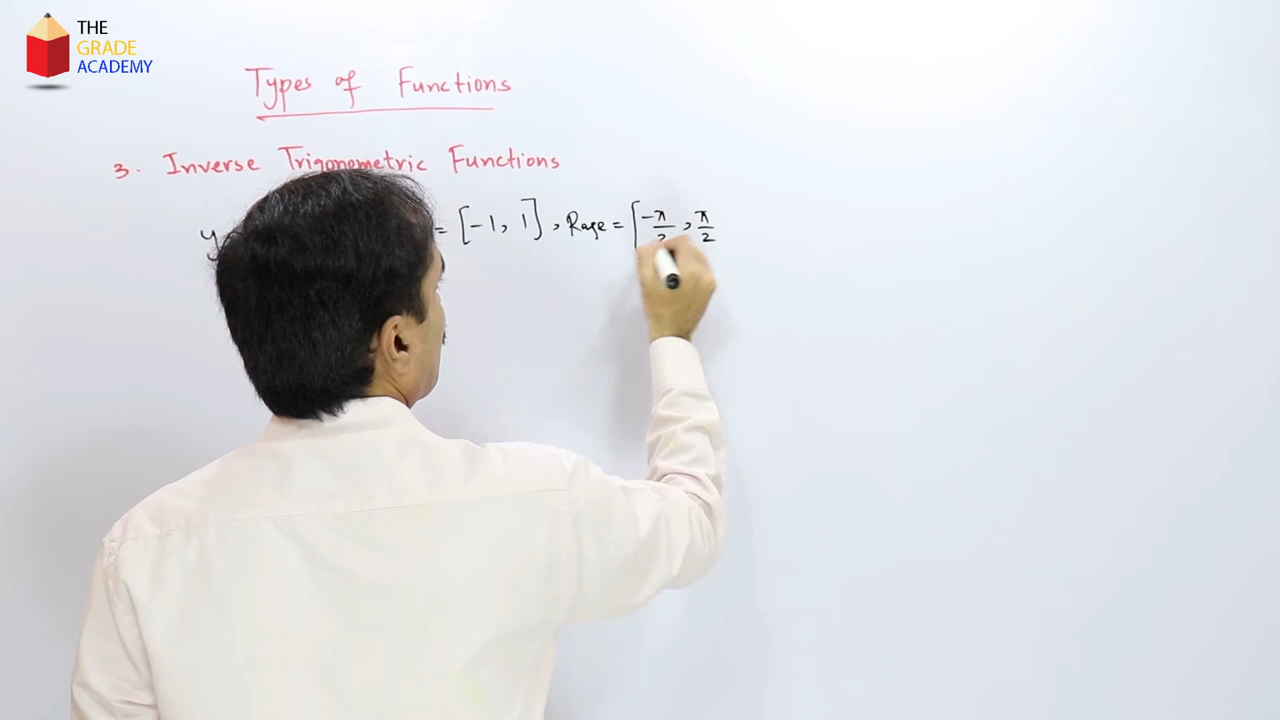 THE
GRADE
ACADEMY
Types of Functions
3. Inverse Trigonometric Functions
y = [-1, 1], Rage = [-π/2, π/2